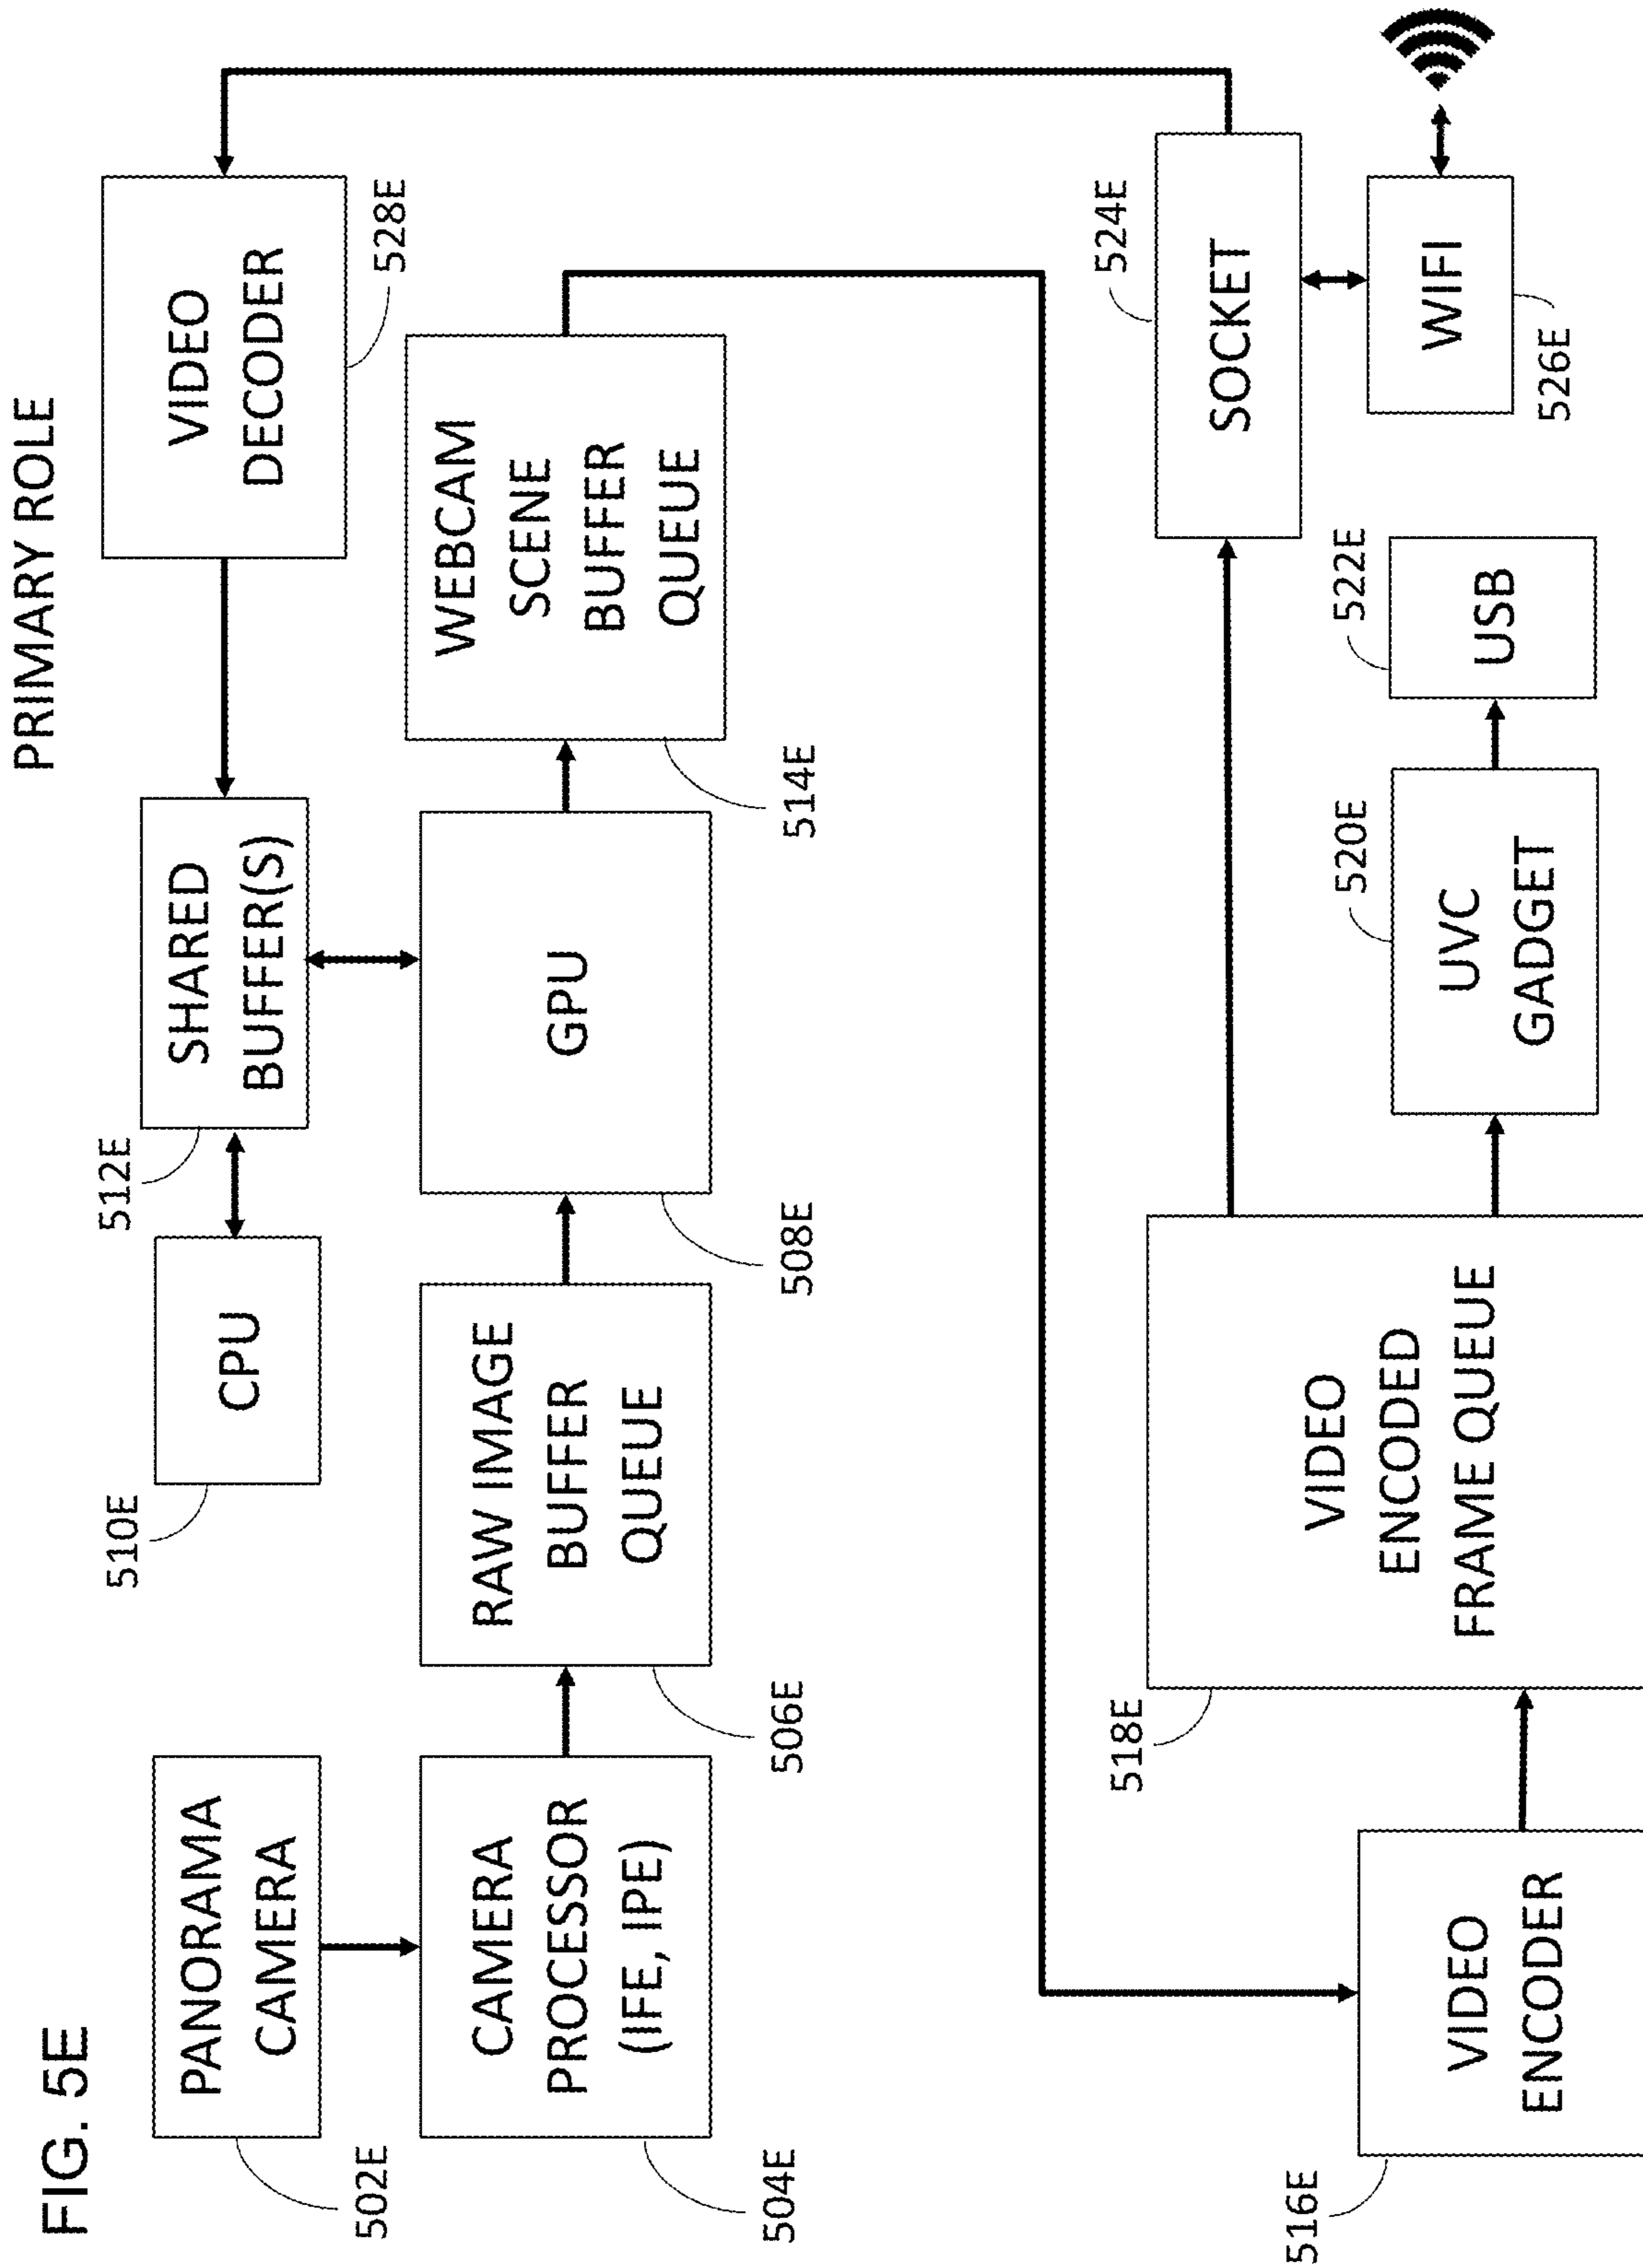 FIG. 5E
PRIMARY ROLE
PANORAMA
CAMERA
502E
CPU
510E
SHARED
BUFFER(S)
512E
VIDEO
DECODER
528E
CAMERA
PROCESSOR
(IFE, IPE)
504E
RAW IMAGE
BUFFER
QUEUE
506E
GPU
508E
WEBCAM
SCENE
BUFFER
QUEUE
514E
VIDEO
ENCODER
516E
VIDEO
ENCODED
FRAME QUEUE
518E
UVC
GADGET
520E
USB
522E
SOCKET
524E
WIFI
526E